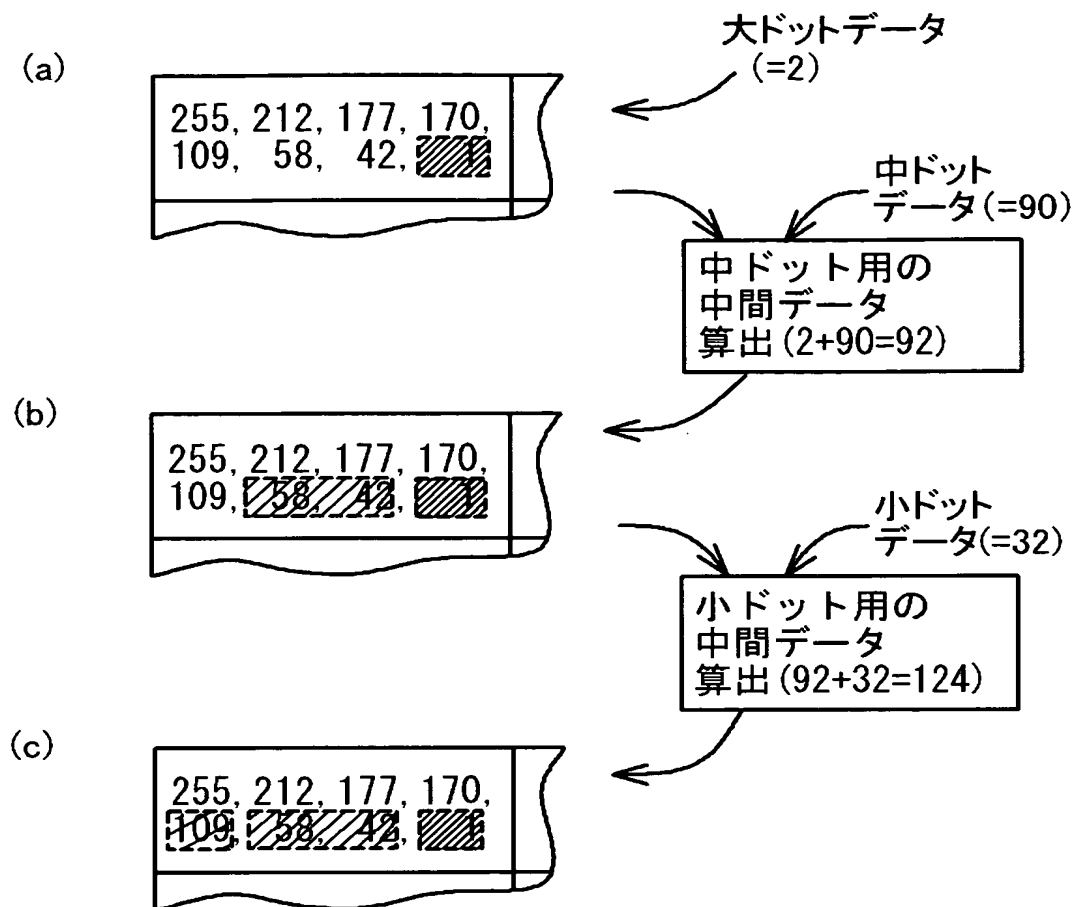 (a)
大ドットデータ
(=2)
255, 212, 177, 170,
109, 58, 42, 1
中ドット
データ(=90)
中ドット用の
中間データ
算出(2+90=92)
(b)
255, 212, 177, 170,
109, 58, 42, 1
小ドット
データ(=32)
小ドット用の
中間データ
算出(92+32=124)
(c)
255, 212, 177, 170,
109, 58, 42, 1